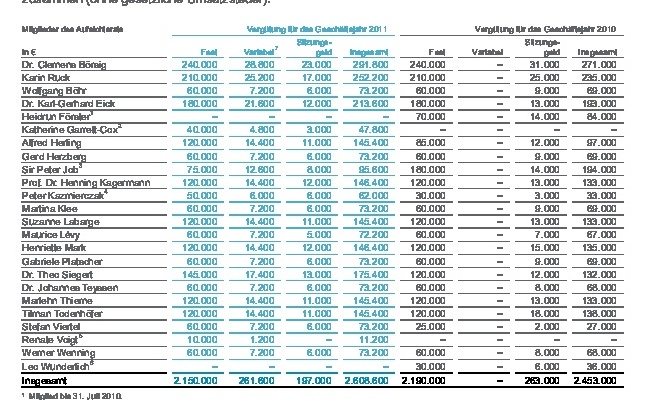 zusammen (ohne gesetzliche Umsatzsteuer):
Mitglieder des Aufsichtsrats Vergütung für das Geschäftsjahr 2011 Vergütung für das Geschäftsjahr 2010
in € Fest Variabel⁷ Sitzungs-geld Insgesamt Fest Variabel Sitzungs-geld Insgesamt
Dr. Clemens Börsig 240.000 28.800 23.000 291.800 240.000 – 31.000 271.000
Karin Ruck 210.000 25.200 17.000 252.200 210.000 – 25.000 235.000
Wolfgang Böhr 60.000 7.200 6.000 73.200 60.000 – 9.000 69.000
Dr. Karl-Gerhard Eick 180.000 21.600 12.000 213.600 180.000 – 13.000 193.000
Heidrun Förster¹ – – – – 70.000 – 14.000 84.000
Katherine Garrett-Cox² 40.000 4.800 3.000 47.800 – – – –
Alfred Herling 120.000 14.400 11.000 145.400 85.000 – 12.000 97.000
Gerd Herzberg 60.000 7.200 6.000 73.200 60.000 – 9.000 69.000
Sir Peter Job³ 75.000 12.600 8.000 95.600 180.000 – 14.000 194.000
Prof. Dr. Henning Kagermann 120.000 14.400 12.000 146.400 120.000 – 13.000 133.000
Peter Kazmierczak⁴ 50.000 6.000 6.000 62.000 30.000 – 3.000 33.000
Martina Klee 60.000 7.200 6.000 73.200 60.000 – 9.000 69.000
Suzanne Labarge 120.000 14.400 11.000 145.400 120.000 – 13.000 133.000
Maurice Lévy 60.000 7.200 5.000 72.200 60.000 – 7.000 67.000
Henriette Mark 120.000 14.400 12.000 146.400 120.000 – 15.000 135.000
Gabriele Platscher 60.000 7.200 6.000 73.200 60.000 – 9.000 69.000
Dr. Theo Siegert 145.000 17.400 13.000 175.400 120.000 – 12.000 132.000
Dr. Johannes Teyssen 60.000 7.200 6.000 73.200 60.000 – 8.000 68.000
Marlehn Thieme 120.000 14.400 11.000 145.400 120.000 – 13.000 133.000
Tilman Todenhöfer 120.000 14.400 11.000 145.400 120.000 – 18.000 138.000
Stefan Viertel 60.000 7.200 6.000 73.200 25.000 – 2.000 27.000
Renate Voigt⁵ 10.000 1.200 – 11.200 – – – –
Werner Wenning 60.000 7.200 6.000 73.200 60.000 – 8.000 68.000
Leo Wunderlich⁶ – – – – 30.000 – 6.000 36.000
Insgesamt 2.150.000 261.600 197.000 2.608.600 2.190.000 – 263.000 2.453.000
¹ Mitglied bis 31. Juli 2010.